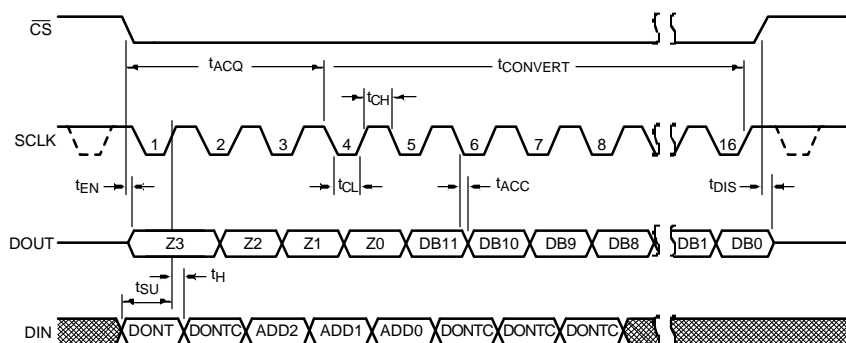 CS
tACQ
tCONVERT
tCH
SCLK
1 2 3 4 5 6 7 8 16
tEN
tCL
tACC
tDIS
DOUT
Z3 Z2 Z1 Z0 DB11 DB10 DB9 DB8 DB1 DB0
tSU
tH
DIN
DONT DONTC ADD2 ADD1 ADD0 DONTC DONTC DONTC